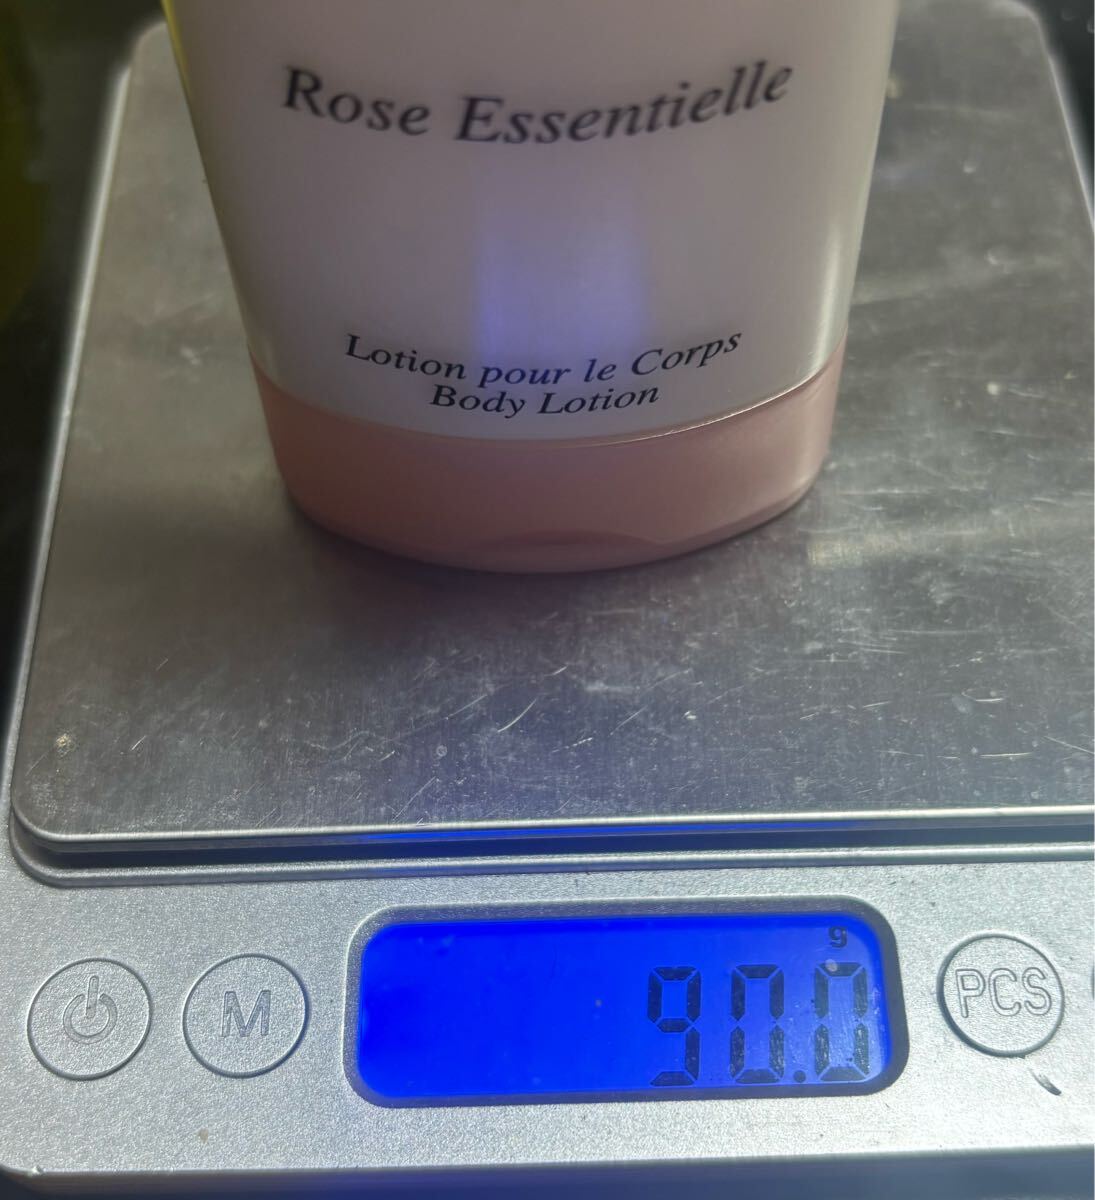 Rose Essentielle
Lotion pour le Corps
Body Lotion
g
90.0
M
PCS